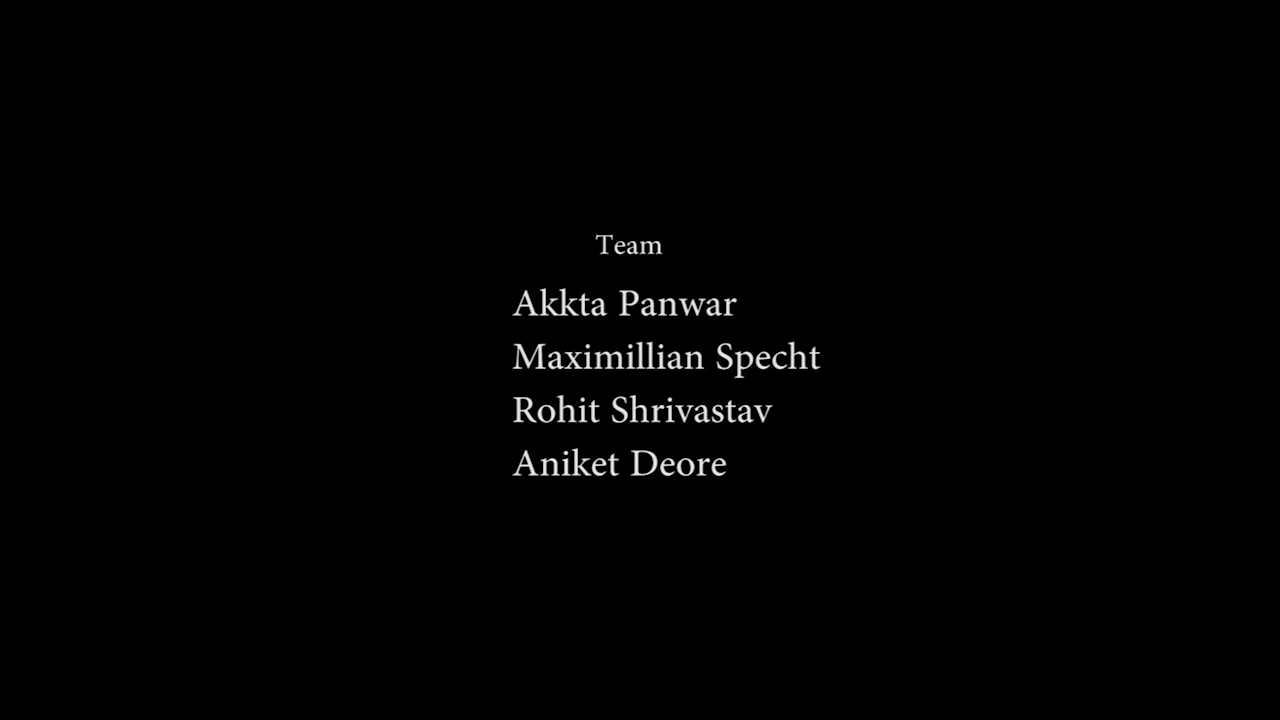 Team
Akkta Panwar
Maximillian Specht
Rohit Shrivastav
Aniket Deore